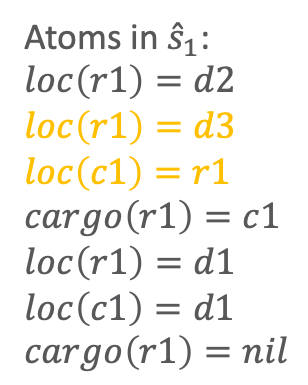 Atoms in ŝ₁:
loc(r1) = d2
loc(r1) = d3
loc(c1) = r1
cargo(r1) = c1
loc(r1) = d1
loc(c1) = d1
cargo(r1) = nil